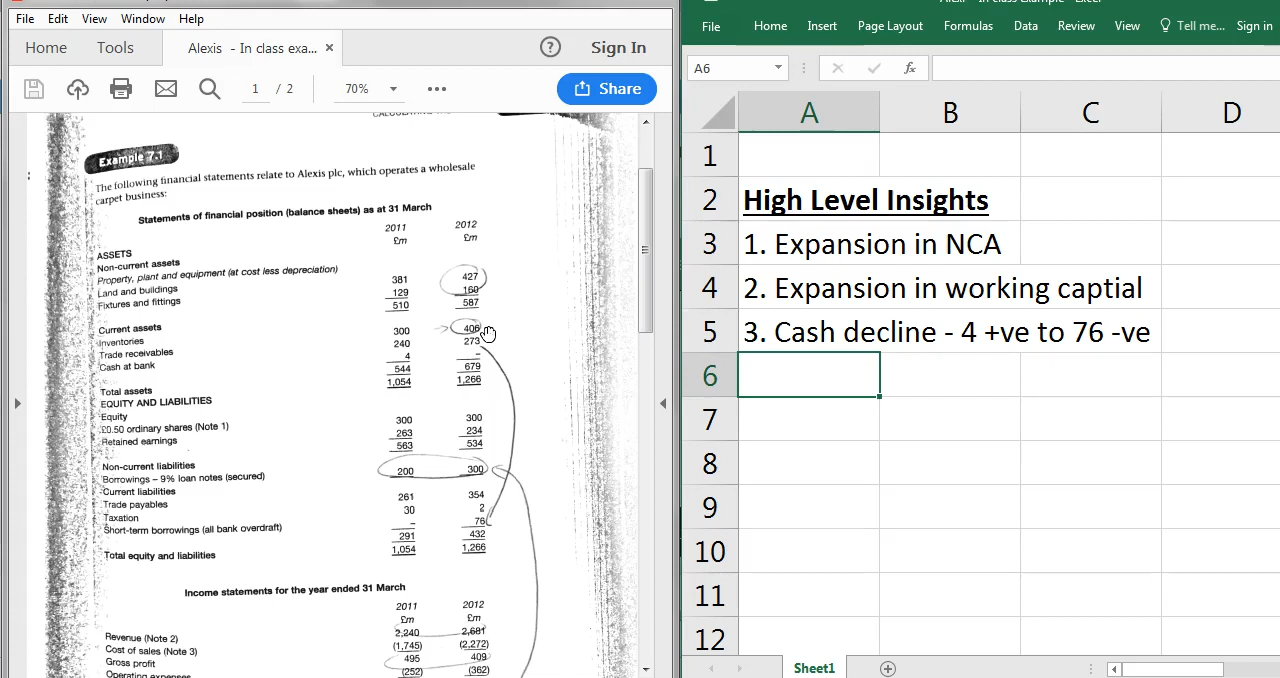 Alexi - In class Example - Excel
File Edit View Window Help
Home Tools Alexis - In class exa... × ? Sign In
1 / 2 70% Share
File Home Insert Page Layout Formulas Data Review View Tell me... Sign in
A6 fx
Example 7.1
The following financial statements relate to Alexis plc, which operates a wholesale
carpet business:
Statements of financial position (balance sheets) as at 31 March
2011 2012
£m £m
ASSETS
Non-current assets
Property, plant and equipment (at cost less depreciation)
Land and buildings 381 427
Fixtures and fittings 129 160
510 587
Current assets
Inventories 300 406
Trade receivables 240 273
Cash at bank 4 –
544 679
Total assets 1,054 1,266
EQUITY AND LIABILITIES
Equity
£0.50 ordinary shares (Note 1) 300 300
Retained earnings 263 234
563 534
Non-current liabilities
Borrowings – 9% loan notes (secured) 200 300
Current liabilities
Trade payables 261 354
Taxation 30 2
Short-term borrowings (all bank overdraft) – 76
291 432
Total equity and liabilities 1,054 1,266
Income statements for the year ended 31 March
2011 2012
£m £m
Revenue (Note 2) 2,240 2,681
Cost of sales (Note 3) (1,745) (2,272)
Gross profit 495 409
Operating expenses (252) (362)
A B C D
1
2 High Level Insights
3 1. Expansion in NCA
4 2. Expansion in working captial
5 3. Cash decline - 4 +ve to 76 -ve
6
7
8
9
10
11
12
Sheet1